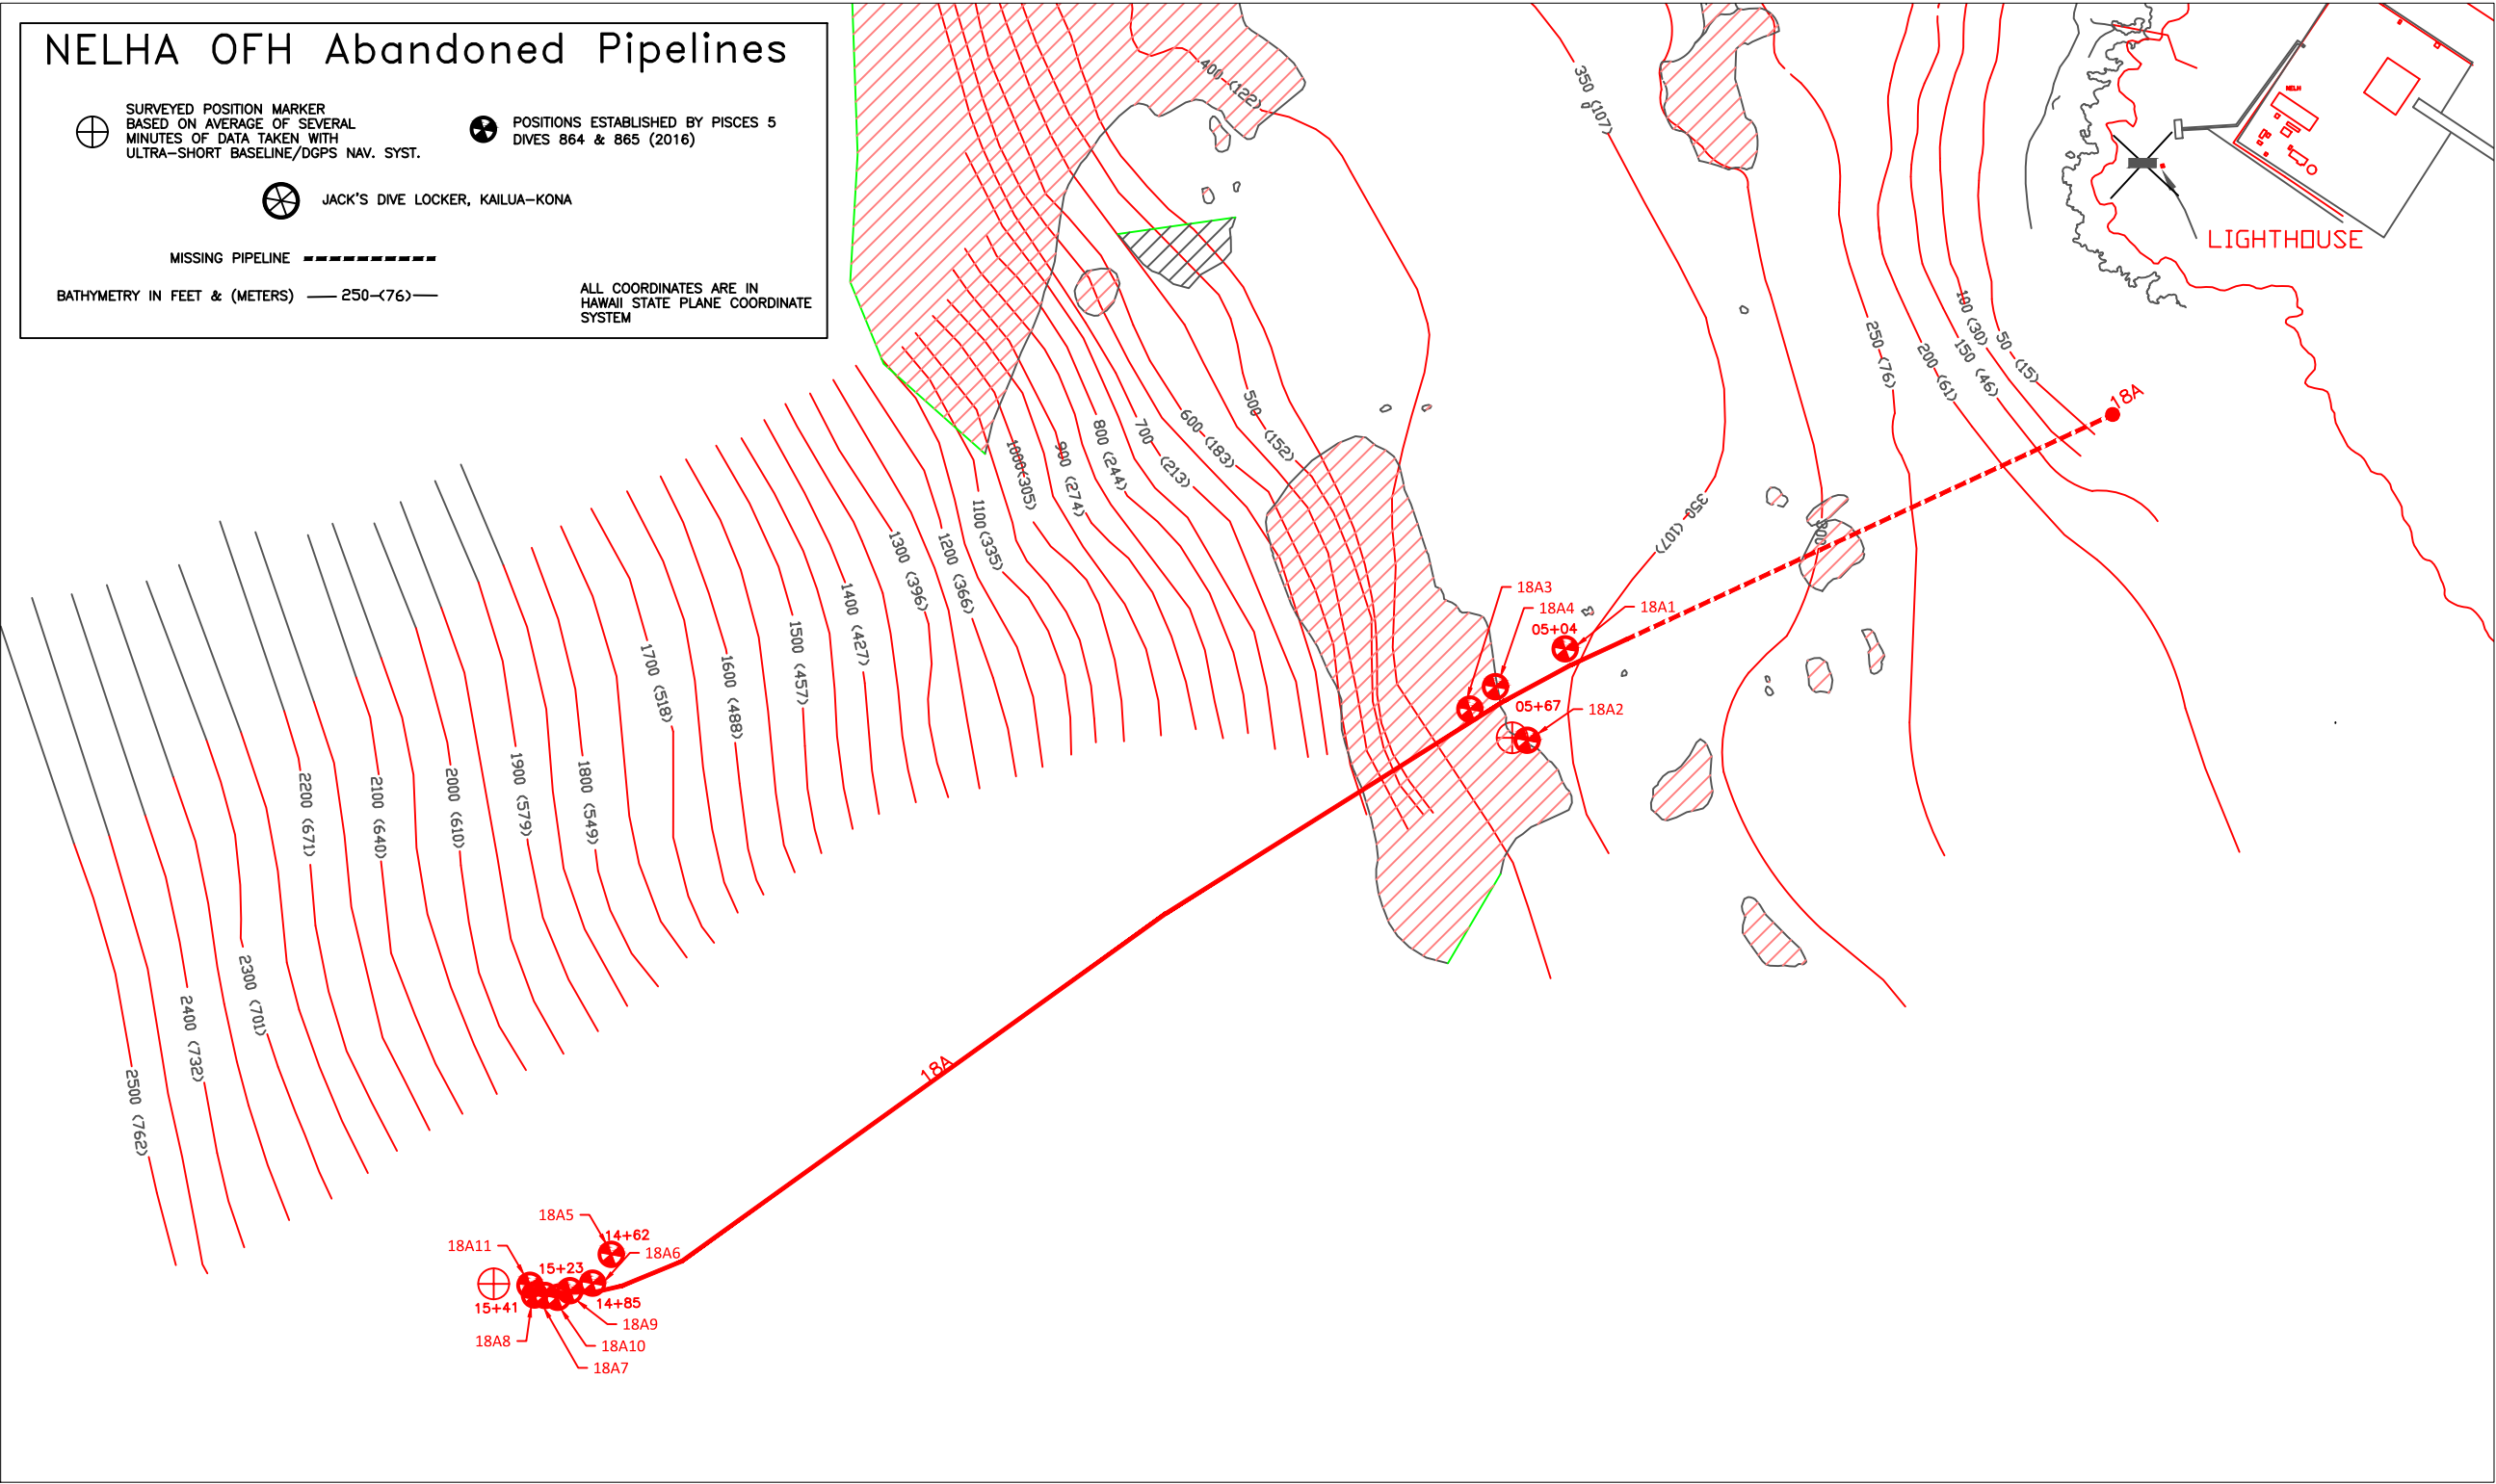 NELHA OFH Abandoned Pipelines
SURVEYED POSITION MARKER
BASED ON AVERAGE OF SEVERAL
MINUTES OF DATA TAKEN WITH
ULTRA-SHORT BASELINE/DGPS NAV. SYST.
POSITIONS ESTABLISHED BY PISCES 5
DIVES 864 & 865 (2016)
JACK'S DIVE LOCKER, KAILUA-KONA
MISSING PIPELINE
BATHYMETRY IN FEET & (METERS)
250-(76)
ALL COORDINATES ARE IN
HAWAII STATE PLANE COORDINATE
SYSTEM
400 (122)
350 (107)
NELH
LIGHTHOUSE
100 (30)
50 (15)
150 (46)
200 (61)
250 (76)
18A
500 (152)
600 (183)
700 (213)
800 (244)
900 (274)
1000(305)
1100(335)
1200 (366)
1300 (396)
1400 (427)
1500 (457)
1600 (488)
1700 (518)
1800 (549)
1900 (579)
2000 (610)
2100 (640)
2200 (671)
2300 (701)
2400 (732)
2500 (762)
350 (107)
300
18A3
18A4
18A1
05+04
05+67
18A2
18A
18A5
14+62
18A11
18A6
15+23
15+41
14+85
18A9
18A8
18A10
18A7